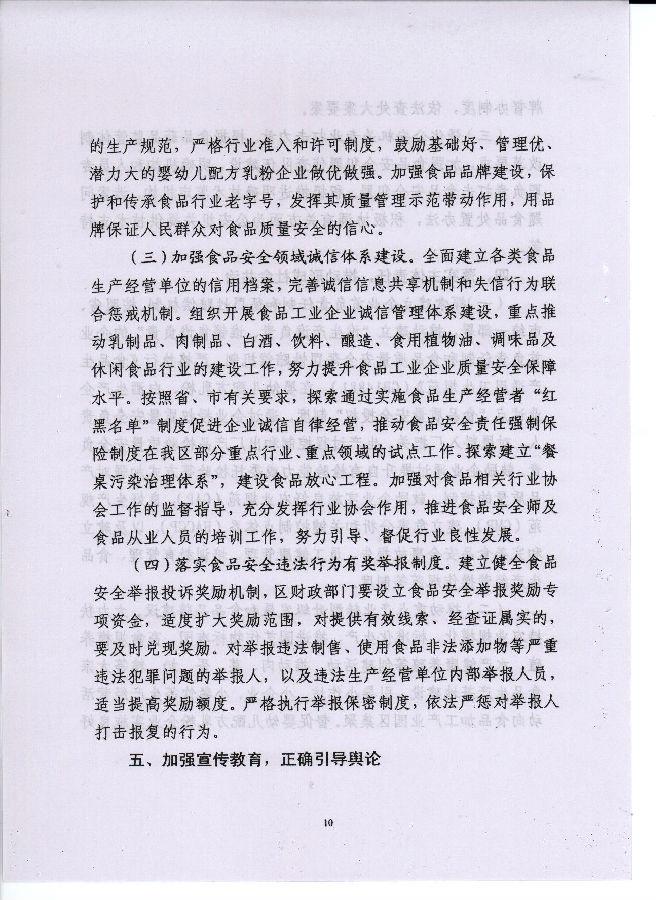 的生产规范，严格行业准入和许可制度，鼓励基础好、管理优、
潜力大的婴幼儿配方乳粉企业做优做强。加强食品品牌建设，保
护和传承食品行业老字号，发挥其质量管理示范带动作用，用品
牌保证人民群众对食品质量安全的信心。
（三）加强食品安全领域诚信体系建设。全面建立各类食品
生产经营单位的信用档案，完善诚信信息共享机制和失信行为联
合惩戒机制。组织开展食品工业企业诚信管理体系建设，重点推
动乳制品、肉制品、白酒、饮料、酿造、食用植物油、调味品及
休闲食品行业的建设工作，努力提升食品工业企业质量安全保障
水平。按照省、市有关要求，探索通过实施食品生产经营者“红
黑名单”制度促进企业诚信自律经营，推动食品安全责任强制保
险制度在我区部分重点行业、重点领域的试点工作。探索建立“餐
桌污染治理体系”，建设食品放心工程。加强对食品相关行业协
会工作的监督指导，充分发挥行业协会作用，推进食品安全师及
食品从业人员的培训工作，努力引导、督促行业良性发展。
（四）落实食品安全违法行为有奖举报制度。建立健全食品
安全举报投诉奖励机制，区财政部门要设立食品安全举报奖励专
项资金，适度扩大奖励范围，对提供有效线索、经查证属实的，
要及时兑现奖励。对举报违法制售、使用食品非法添加物等严重
违法犯罪问题的举报人，以及违法生产经营单位内部举报人员，
适当提高奖励额度。严格执行举报保密制度，依法严惩对举报人
打击报复的行为。
五、加强宣传教育，正确引导舆论
10